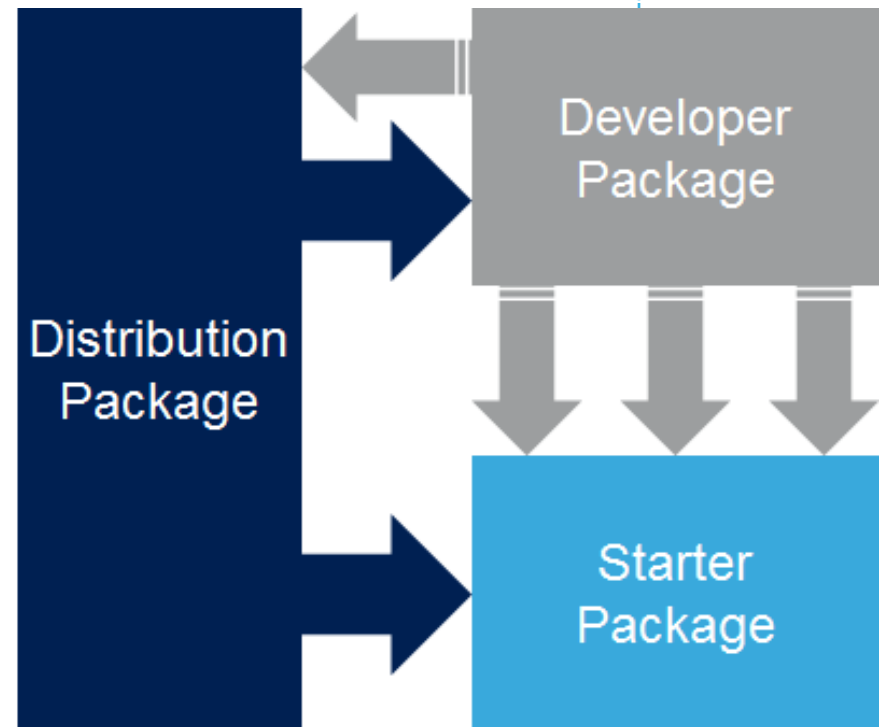 Developer
Package
Distribution
Package
Starter
Package